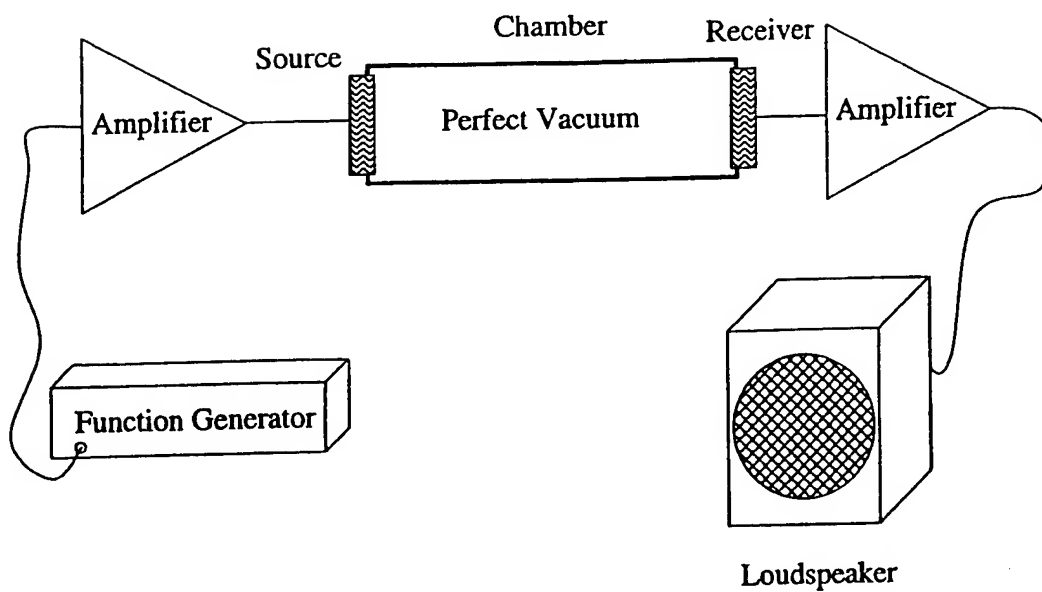 Chamber
Receiver
Source
Amplifier
Perfect Vacuum
Amplifier
Function Generator
Loudspeaker